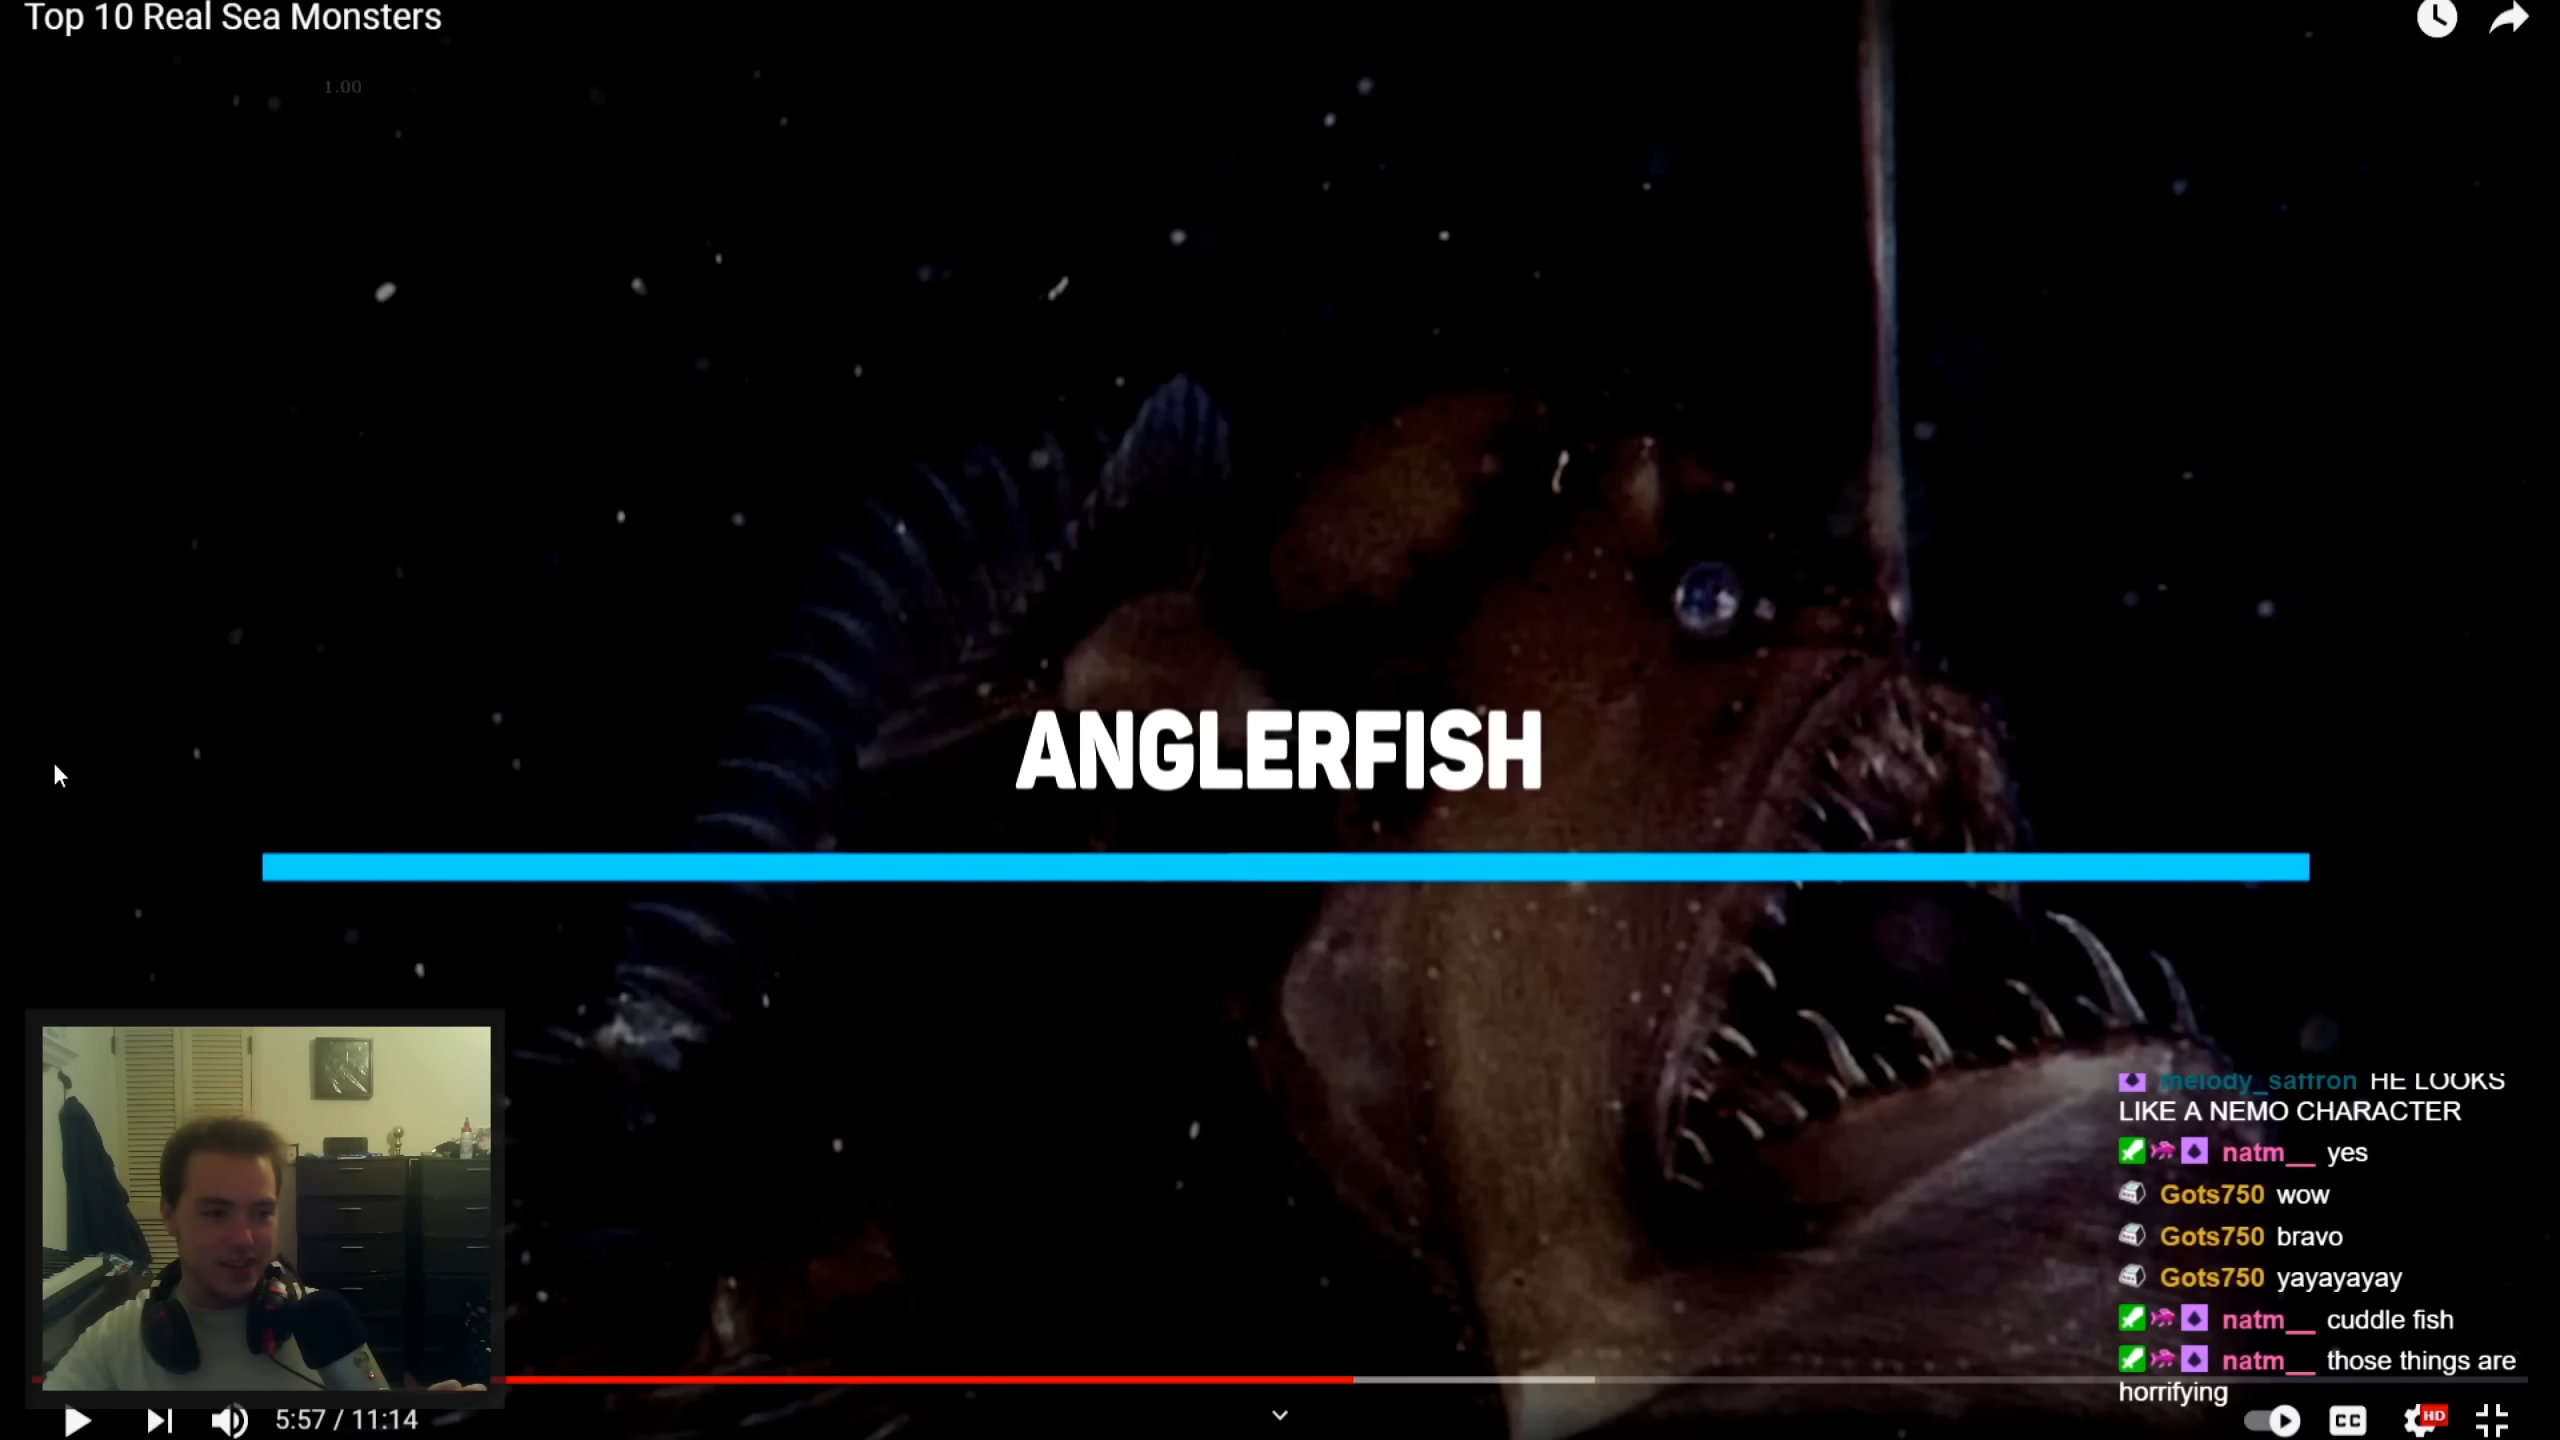 Top 10 Real Sea Monsters
1.00
ANGLERFISH
melody_saffron HE LOOKS
LIKE A NEMO CHARACTER
natm__ yes
Gots750 wow
Gots750 bravo
Gots750 yayayayay
natm__ cuddle fish
natm__ those things are
horrifying
5:57 / 11:14
CC
HD